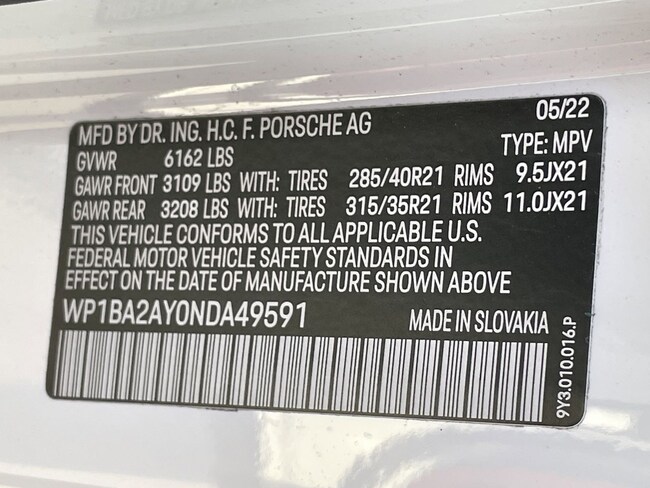 05/22
MFD BY DR. ING. H.C. F. PORSCHE AG
TYPE: MPV
GVWR 6162 LBS
GAWR FRONT 3109 LBS WITH: TIRES 285/40R21 RIMS 9.5JX21
GAWR REAR 3208 LBS WITH: TIRES 315/35R21 RIMS 11.0JX21
THIS VEHICLE CONFORMS TO ALL APPLICABLE U.S.
FEDERAL MOTOR VEHICLE SAFETY STANDARDS IN
EFFECT ON THE DATE OF MANUFACTURE SHOWN ABOVE
WP1BA2AY0NDA49591 MADE IN SLOVAKIA
9Y3.010.016.P